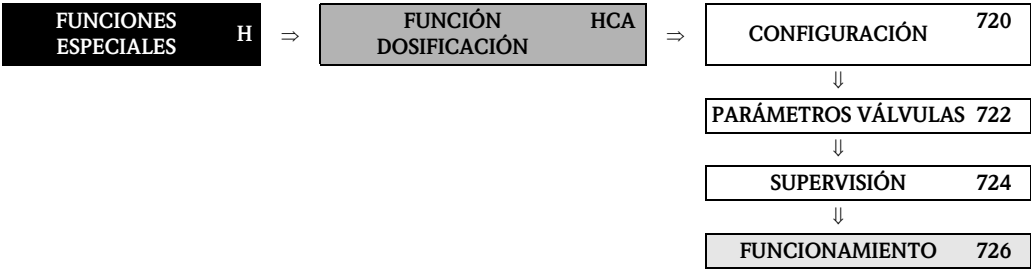 FUNCIONES
ESPECIALES H ⇒ FUNCIÓN
DOSIFICACIÓN HCA ⇒ CONFIGURACIÓN 720
⇓
PARÁMETROS VÁLVULAS 722
⇓
SUPERVISIÓN 724
⇓
FUNCIONAMIENTO 726